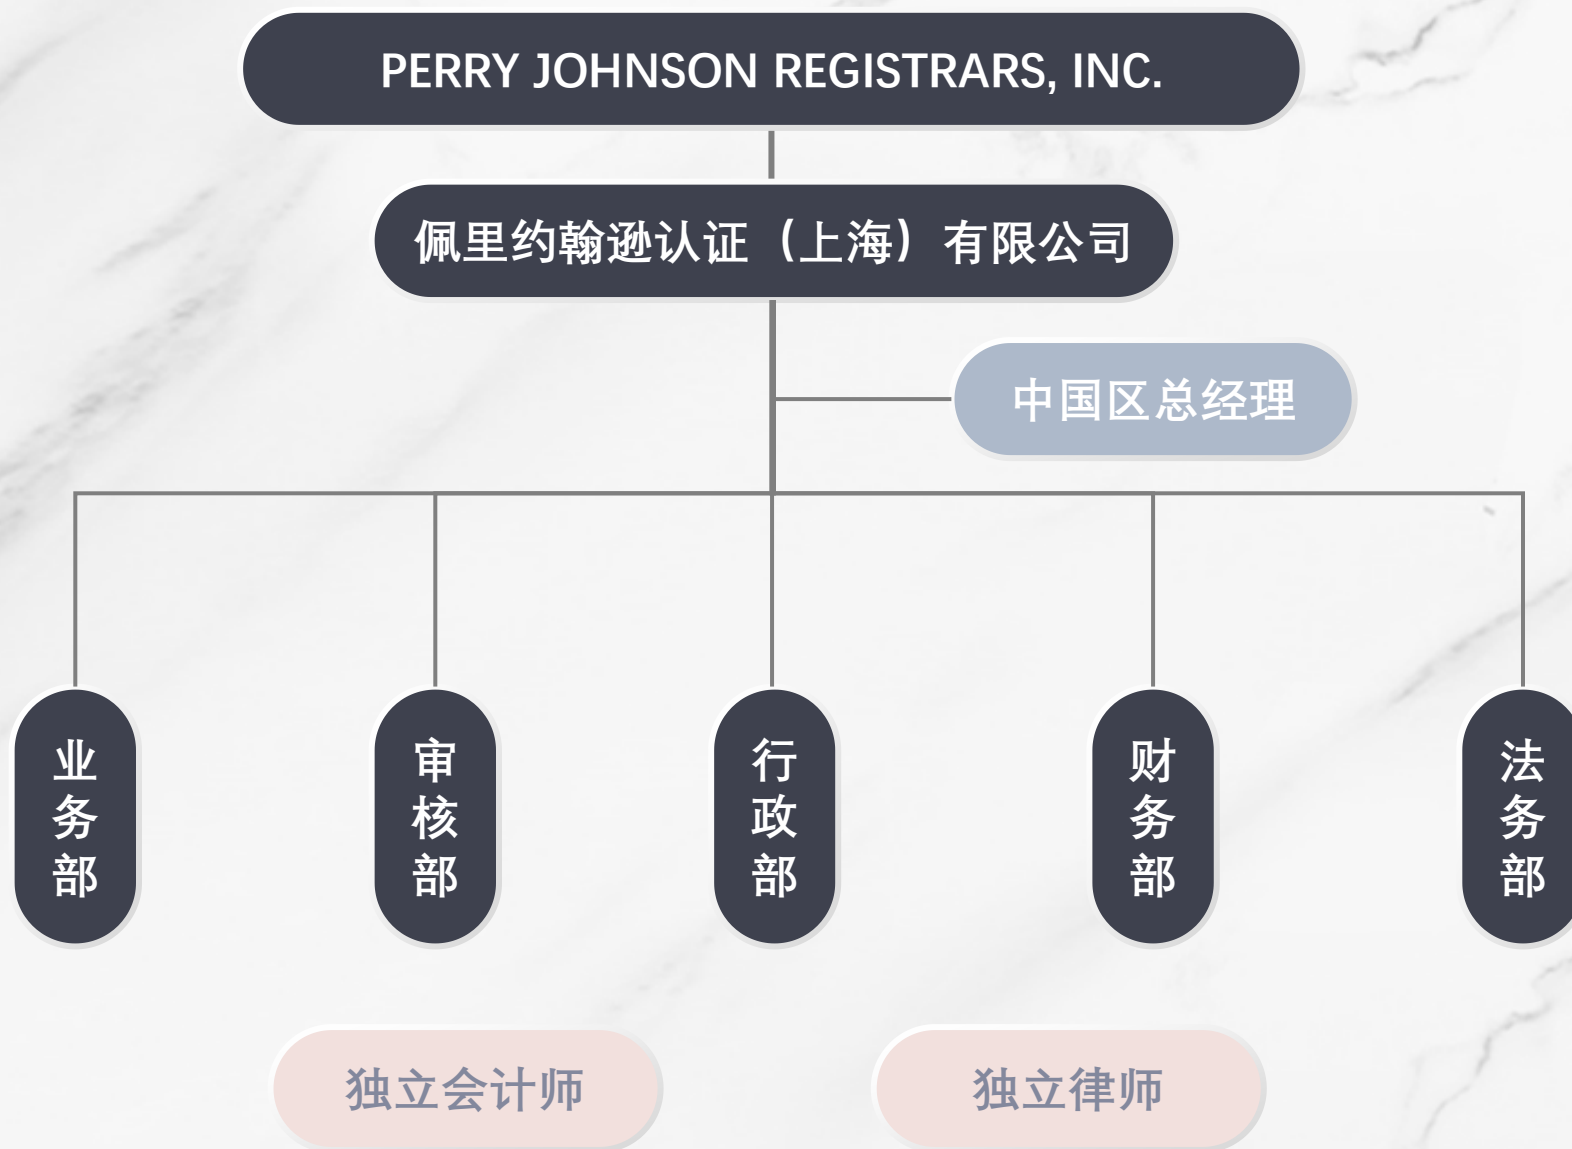 PERRY JOHNSON REGISTRARS, INC.
佩里约翰逊认证（上海）有限公司
中国区总经理
业务部
审核部
行政部
财务部
法务部
独立会计师
独立律师